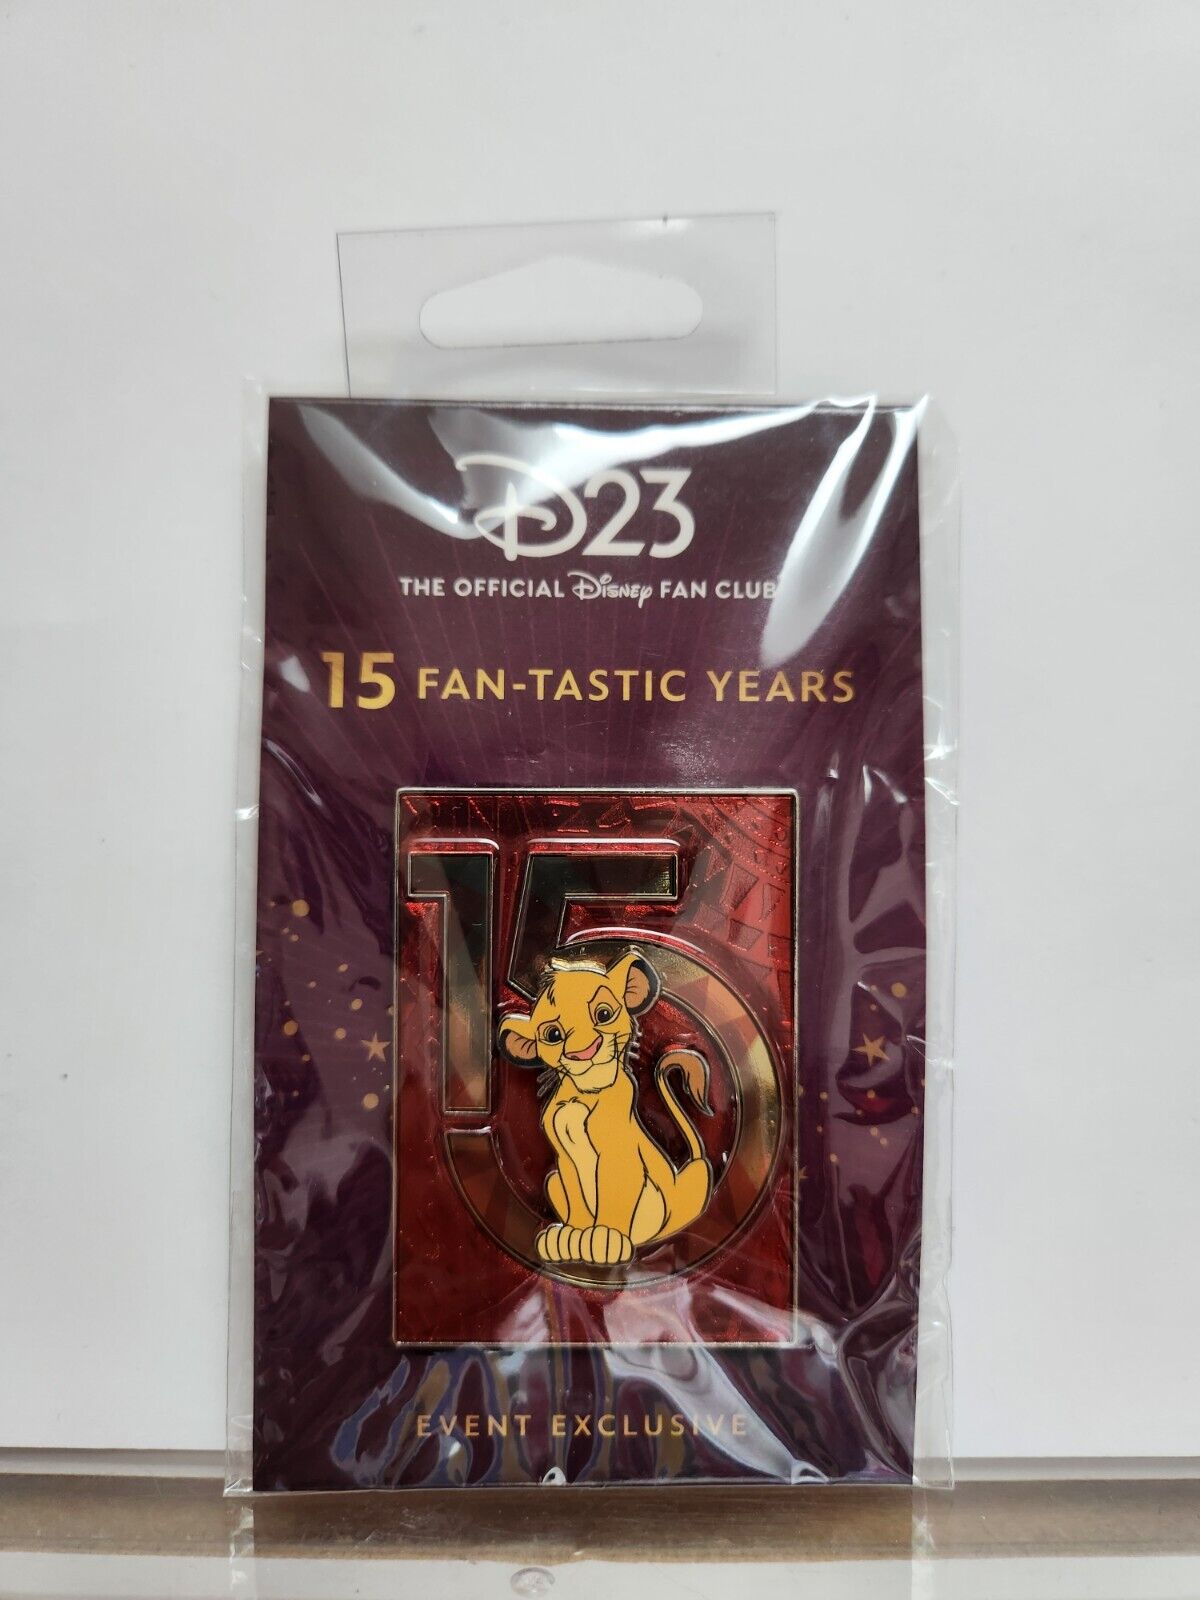 D23
THE OFFICIAL Disney FAN CLUB
15 FAN-TASTIC YEARS
15
EVENT EXCLUSIVE